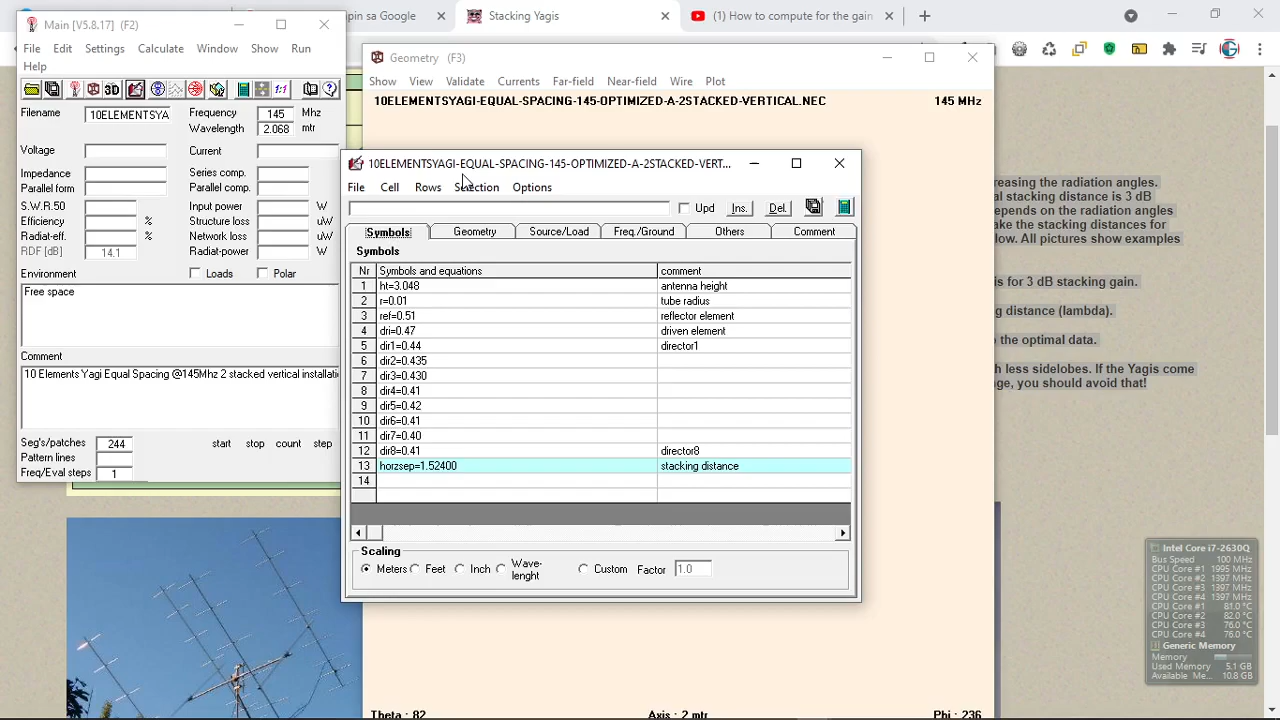 pin sa Google
Stacking Yagis
(1) How to compute for the gain
Main [V5.8.17] (F2)
File Edit Settings Calculate Window Show Run
Help
3D
1:1
Filename 10ELEMENTSYA Frequency 145 Mhz
Wavelength 2.068 mtr
Voltage Current
Impedance Series comp.
Parallel form Parallel comp.
S.W.R.50 Input power W
Efficiency % Structure loss uW
Radiat-eff. % Network loss uW
RDF [dB] 14.1 Radiat-power W
Environment Loads Polar
Free space
Comment
10 Elements Yagi Equal Spacing @145Mhz 2 stacked vertical installatio
Seg's/patches 244 start stop count step
Pattern lines
Freq/Eval steps 1
Geometry (F3)
Show View Validate Currents Far-field Near-field Wire Plot
10ELEMENTSYAGI-EQUAL-SPACING-145-OPTIMIZED-A-2STACKED-VERTICAL.NEC 145 MHz
10ELEMENTSYAGI-EQUAL-SPACING-145-OPTIMIZED-A-2STACKED-VERT...
File Cell Rows Selection Options
Upd Ins. Del.
Symbols Geometry Source/Load Freq./Ground Others Comment
Symbols
Nr Symbols and equations comment
1 ht=3.048 antenna height
2 r=0.01 tube radius
3 ref=0.51 reflector element
4 dri=0.47 driven element
5 dir1=0.44 director1
6 dir2=0.435
7 dir3=0.430
8 dir4=0.41
9 dir5=0.42
10 dir6=0.41
11 dir7=0.40
12 dir8=0.41 director8
13 horzsep=1.52400 stacking distance
14
Scaling
Meters Feet Inch Wave-lenght Custom Factor 1.0
Theta : 82 Axis : 2 mtr Phi : 236
reasing the radiation angles.
al stacking distance is 3 dB
epends on the radiation angles
ake the stacking distances for
low. All pictures show examples
is for 3 dB stacking gain.
g distance (lambda).
the optimal data.
h less sidelobes. If the Yagis come
ge, you should avoid that!
Intel Core i7-2630Q
Bus Speed 100 MHz
CPU Core #1 1995 MHz
CPU Core #2 1397 MHz
CPU Core #3 1397 MHz
CPU Core #4 1397 MHz
CPU Core #1 81.0 °C
CPU Core #2 82.0 °C
CPU Core #3 76.0 °C
CPU Core #4 76.0 °C
Generic Memory
Memory
Used Memory 5.1 GB
Available Me... 10.8 GB